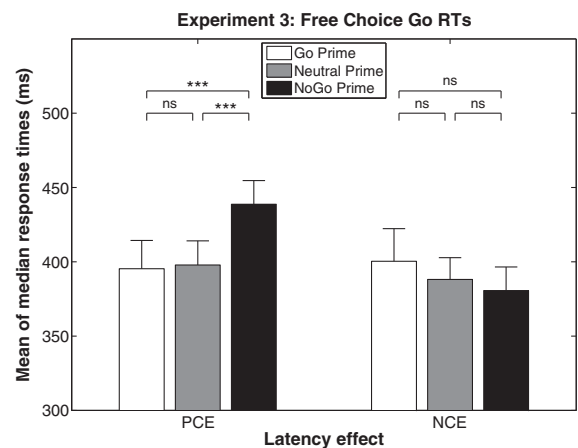 Experiment 3: Free Choice Go RTs
Mean of median response times (ms)
500
450
400
350
300
Go Prime
Neutral Prime
NoGo Prime
***
ns
***
ns
ns
ns
PCE
NCE
Latency effect